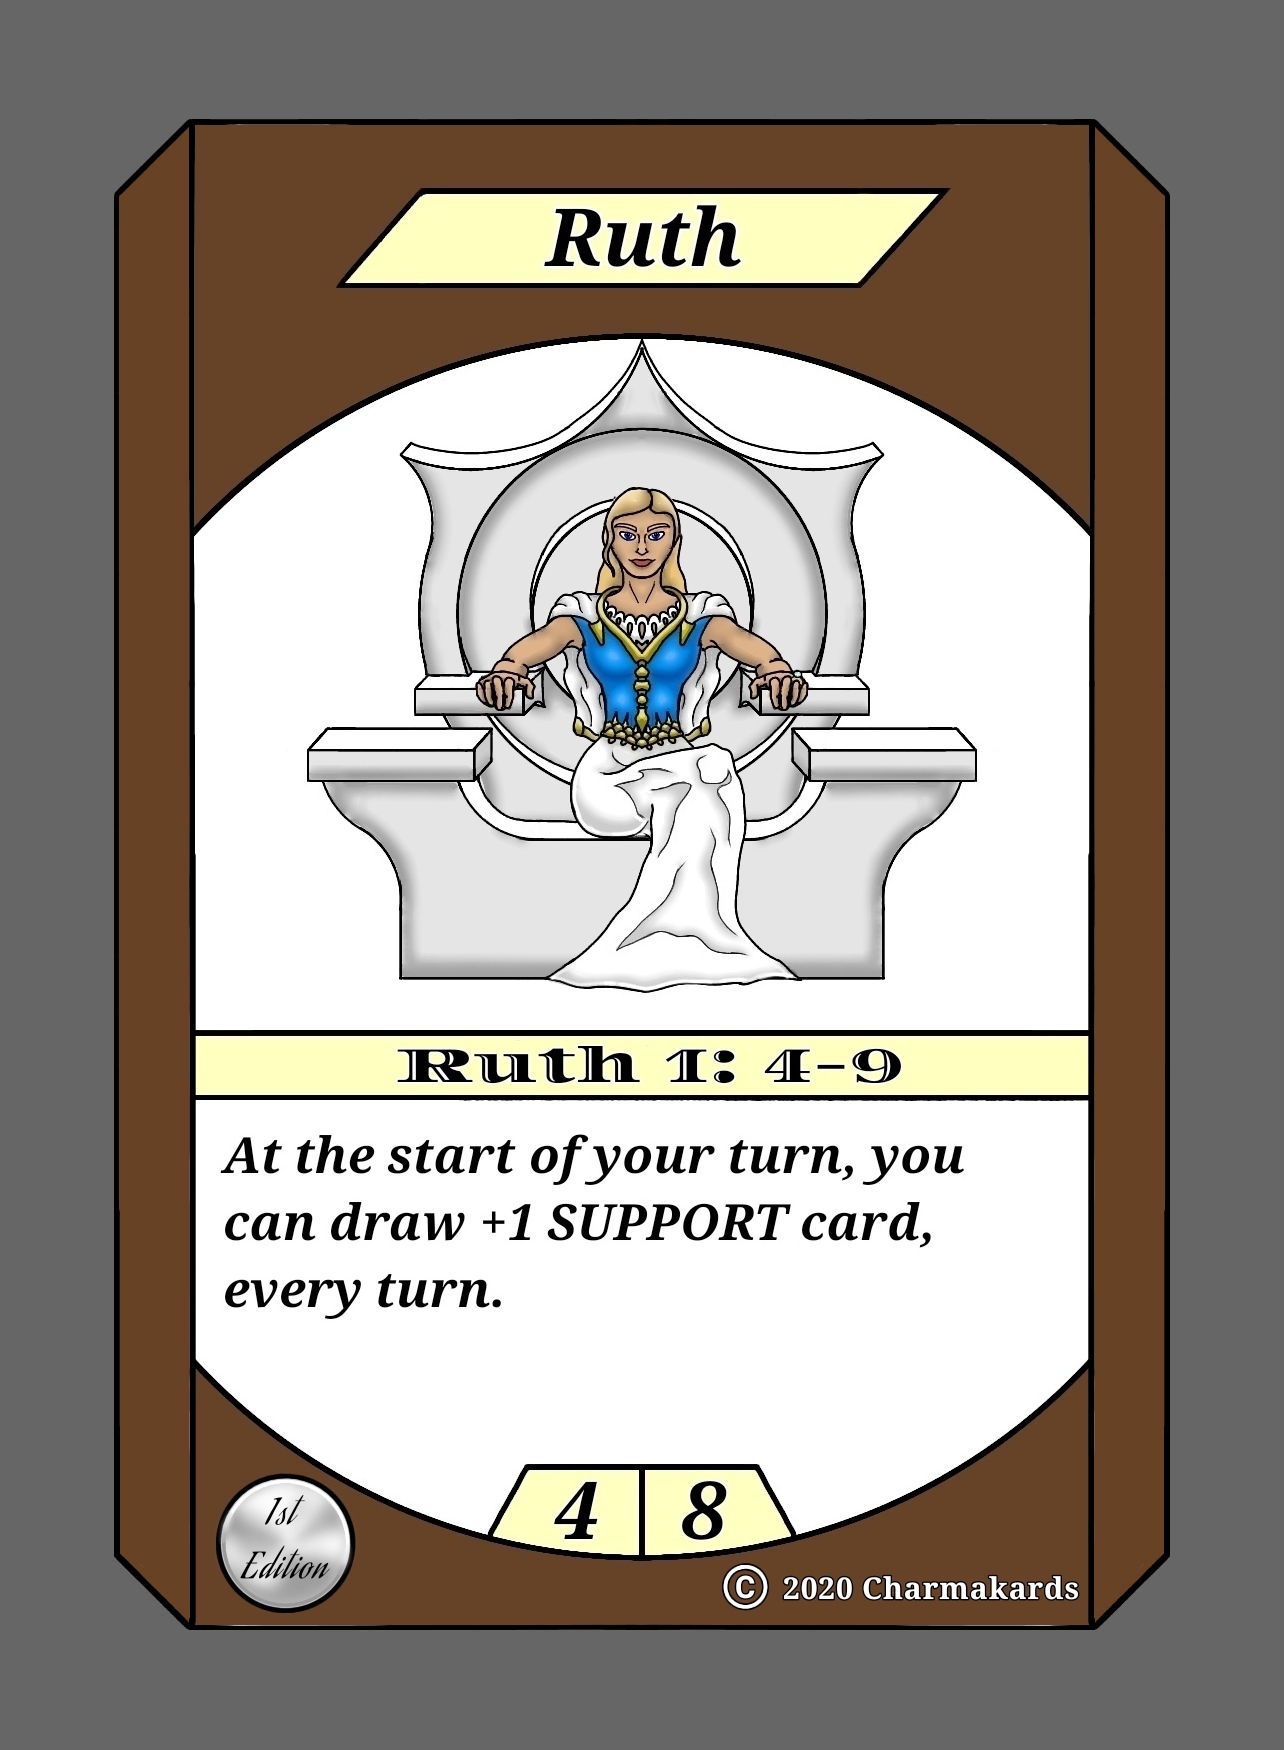 Ruth
Ruth 1: 4-9
At the start of your turn, you
can draw +1 SUPPORT card,
every turn.
4 8
1st
Edition
© 2020 Charmakards